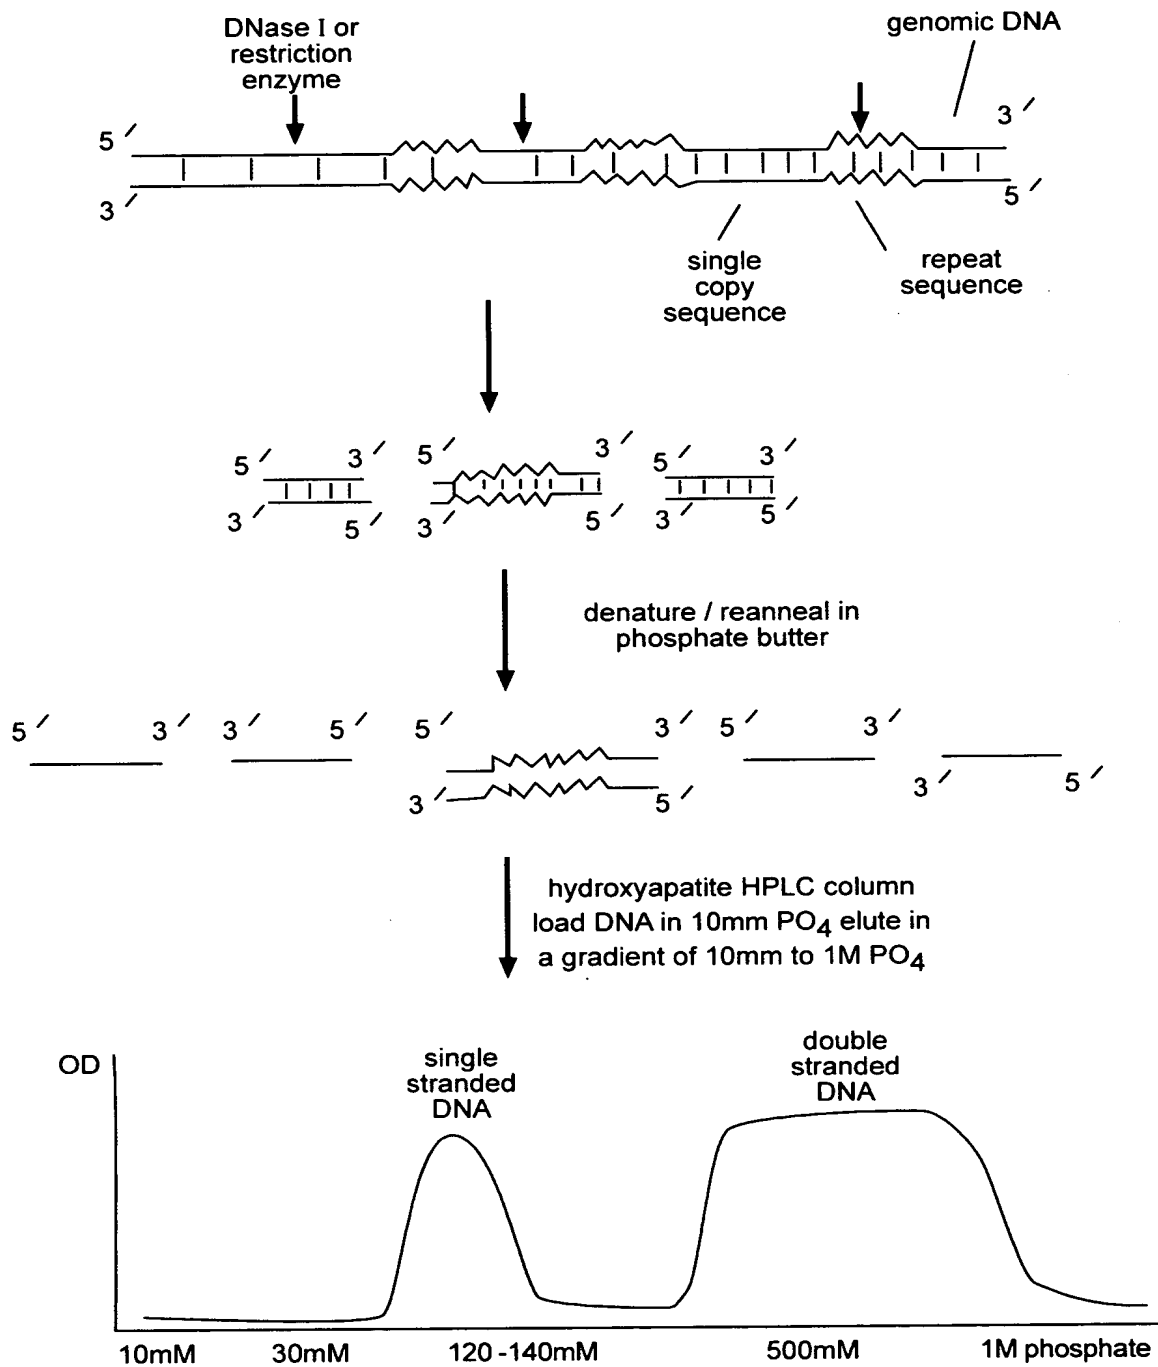 DNase I or
restriction
enzyme
genomic DNA
5 ′
3 ′
3 ′
5 ′
single
copy
sequence
repeat
sequence
5 ′
3 ′
5 ′
3 ′
5 ′
3 ′
3 ′
5 ′
3 ′
5 ′
3 ′
5 ′
denature / reanneal in
phosphate butter
5 ′
3 ′
3 ′
5 ′
5 ′
3 ′
5 ′
3 ′
3 ′
5 ′
3 ′
5 ′
hydroxyapatite HPLC column
load DNA in 10mm PO4 elute in
a gradient of 10mm to 1M PO4
OD
single
stranded
DNA
double
stranded
DNA
10mM 30mM 120 -140mM 500mM 1M phosphate